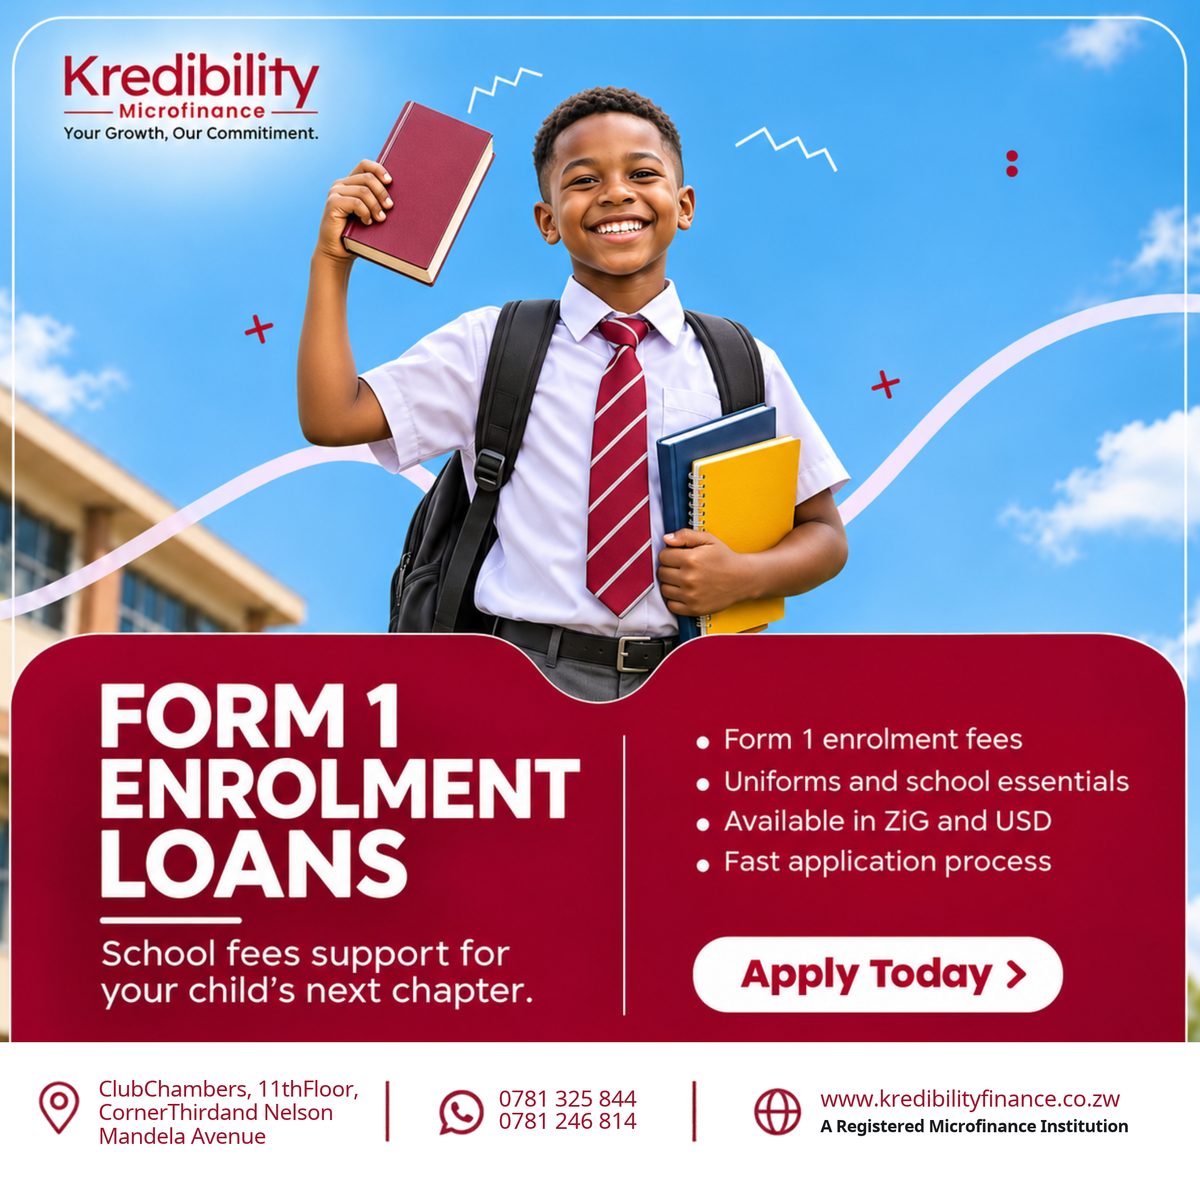 Kredibility
Microfinance
Your Growth, Our Commitiment.
FORM 1
ENROLMENT
LOANS
School fees support for
your child's next chapter.
Form 1 enrolment fees
Uniforms and school essentials
Available in ZiG and USD
Fast application process
Apply Today
ClubChambers, 11thFloor,
CornerThirdand Nelson
Mandela Avenue
0781 325 844
0781 246 814
www.kredibilityfinance.co.zw
A Registered Microfinance Institution